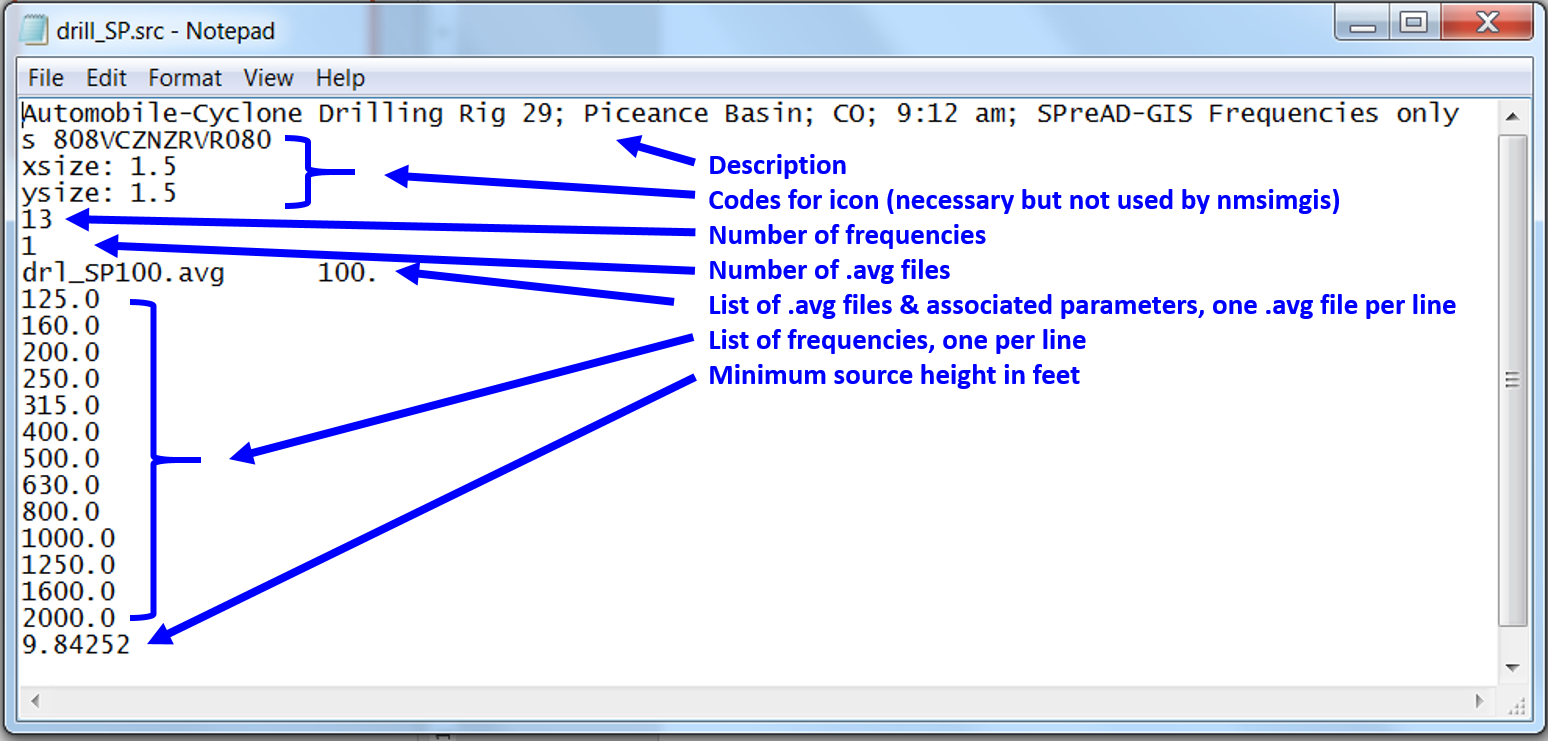 drill_SP.src - Notepad
File Edit Format View Help
Automobile-Cyclone Drilling Rig 29; Piceance Basin; CO; 9:12 am; SPreAD-GIS Frequencies only
s 808VCZNZRVR080
xsize: 1.5
ysize: 1.5
13
1
drl_SP100.avg 100.
125.0
160.0
200.0
250.0
315.0
400.0
500.0
630.0
800.0
1000.0
1250.0
1600.0
2000.0
9.84252
Description
Codes for icon (necessary but not used by nmsimgis)
Number of frequencies
Number of .avg files
List of .avg files & associated parameters, one .avg file per line
List of frequencies, one per line
Minimum source height in feet